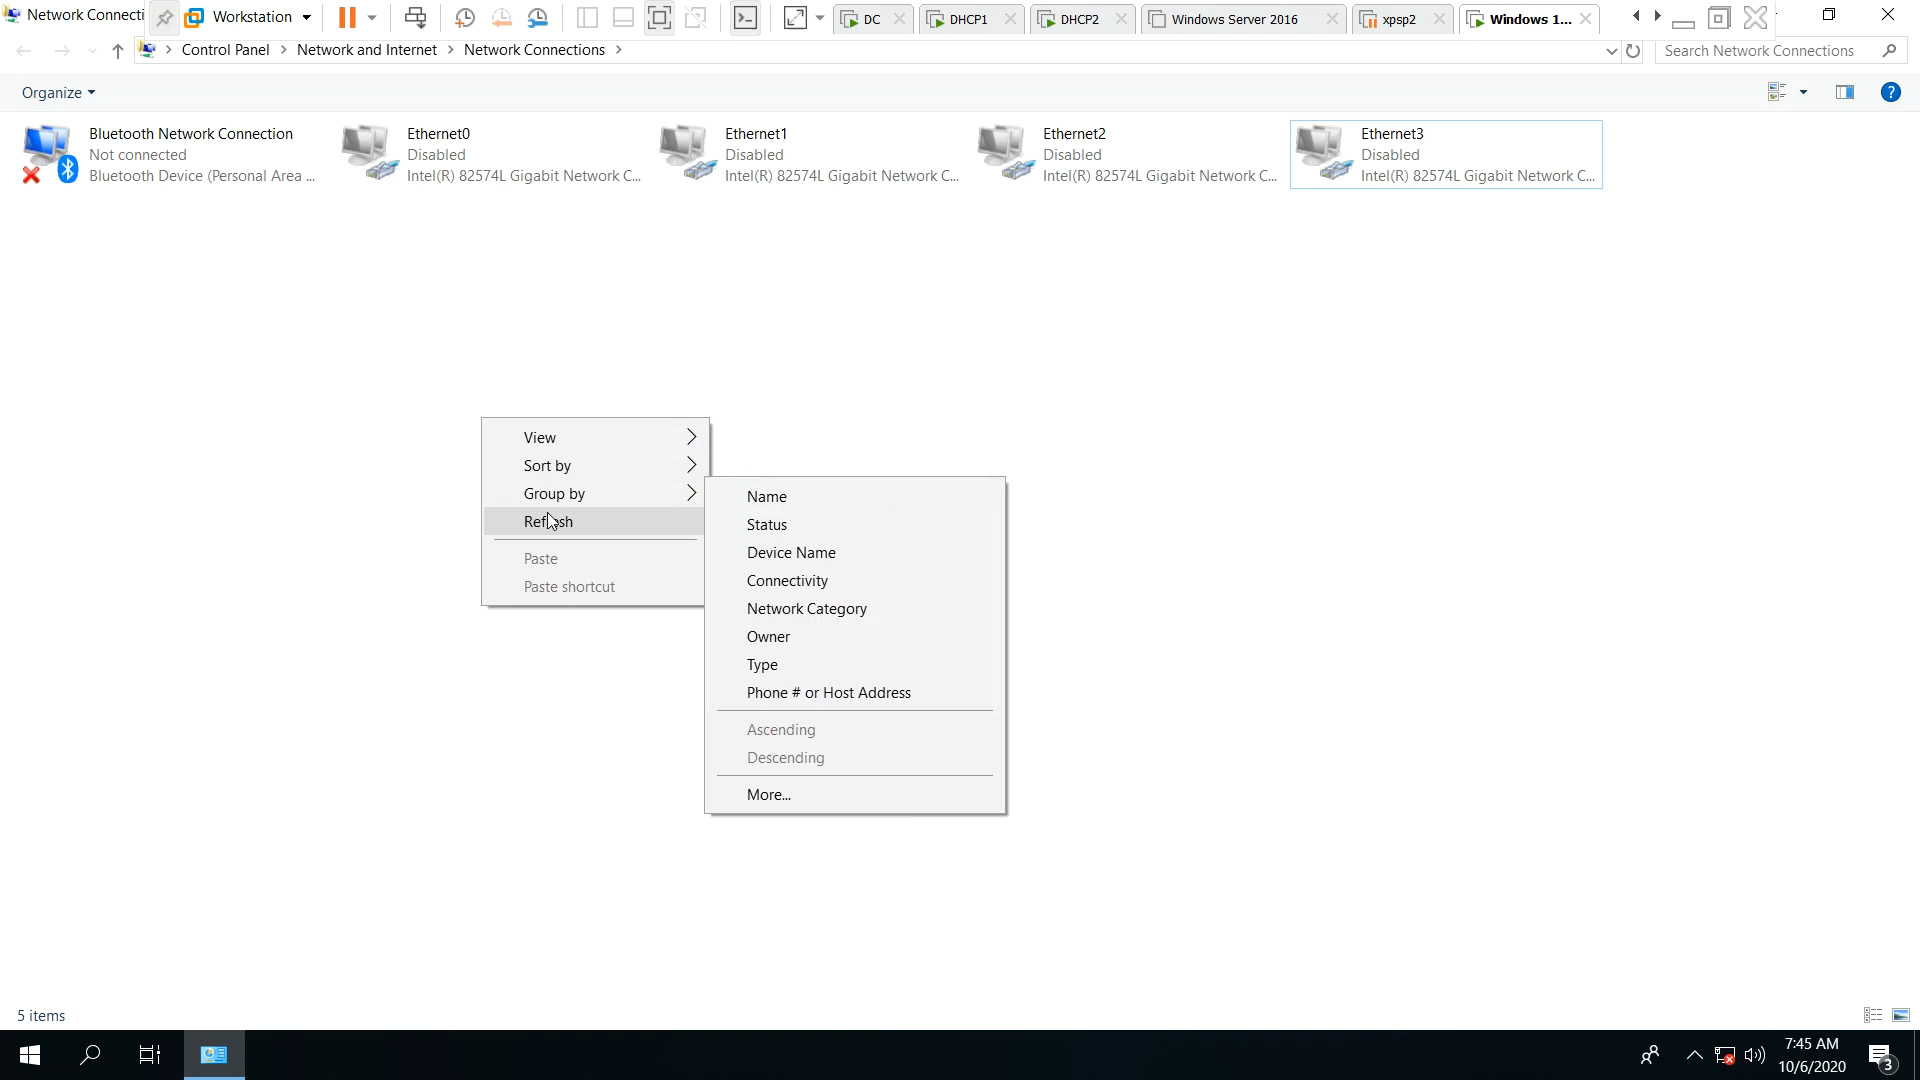 Network Connecti
Workstation
DC
DHCP1
DHCP2
Windows Server 2016
xpsp2
Windows 1...
Control Panel > Network and Internet > Network Connections >
Search Network Connections
Organize
Bluetooth Network Connection
Not connected
Bluetooth Device (Personal Area ...
Ethernet0
Disabled
Intel(R) 82574L Gigabit Network C...
Ethernet1
Disabled
Intel(R) 82574L Gigabit Network C...
Ethernet2
Disabled
Intel(R) 82574L Gigabit Network C...
Ethernet3
Disabled
Intel(R) 82574L Gigabit Network C...
View
Sort by
Group by
Refresh
Paste
Paste shortcut
Name
Status
Device Name
Connectivity
Network Category
Owner
Type
Phone # or Host Address
Ascending
Descending
More...
5 items
7:45 AM
10/6/2020
3